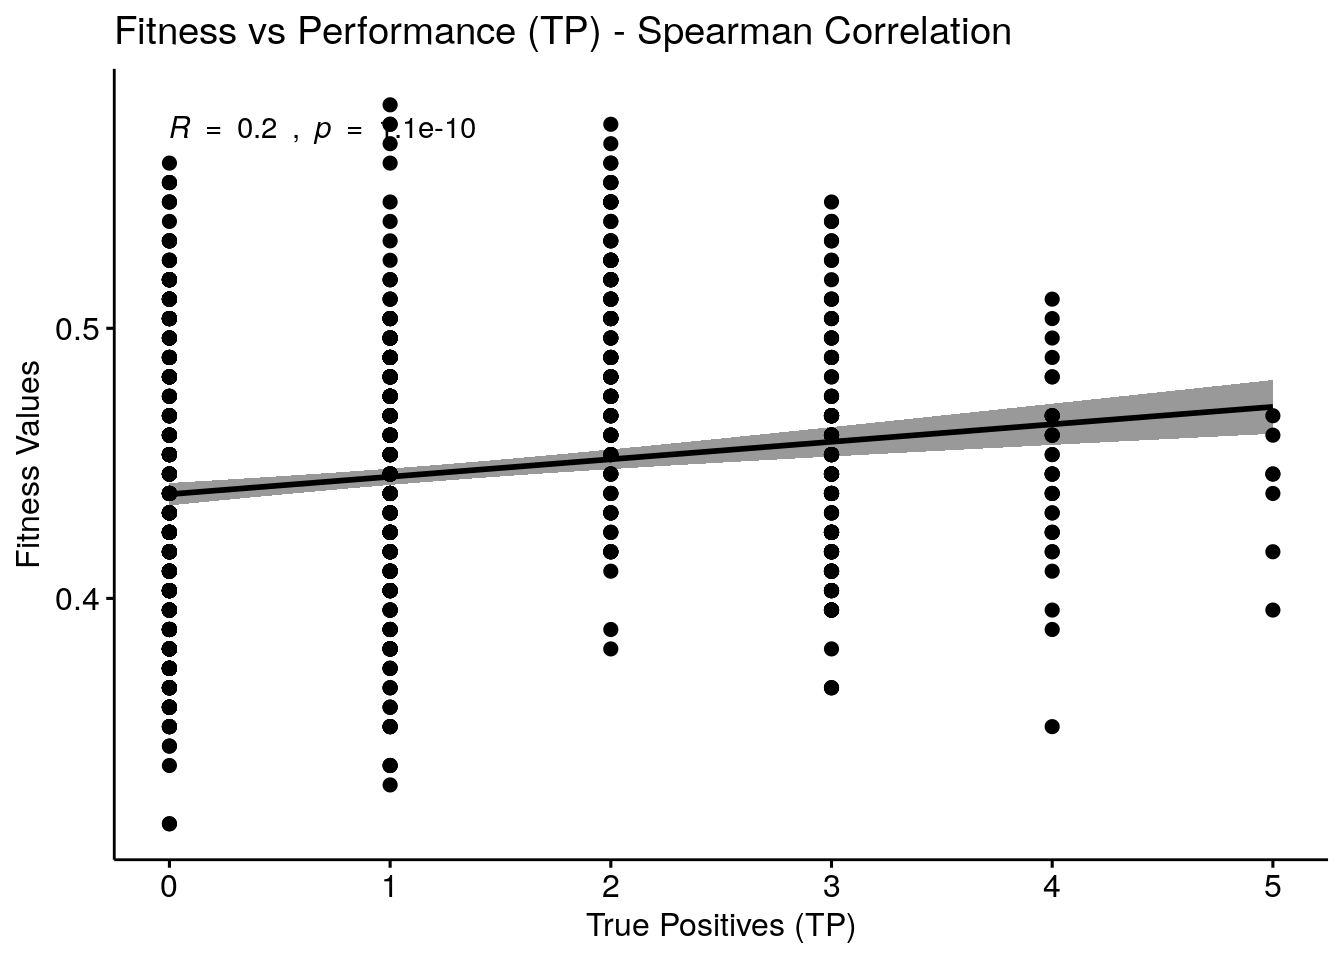 Fitness vs Performance (TP) - Spearman Correlation
R = 0.2 , p = 1.1e-10
0.5
0.4
Fitness Values
0 1 2 3 4 5
True Positives (TP)